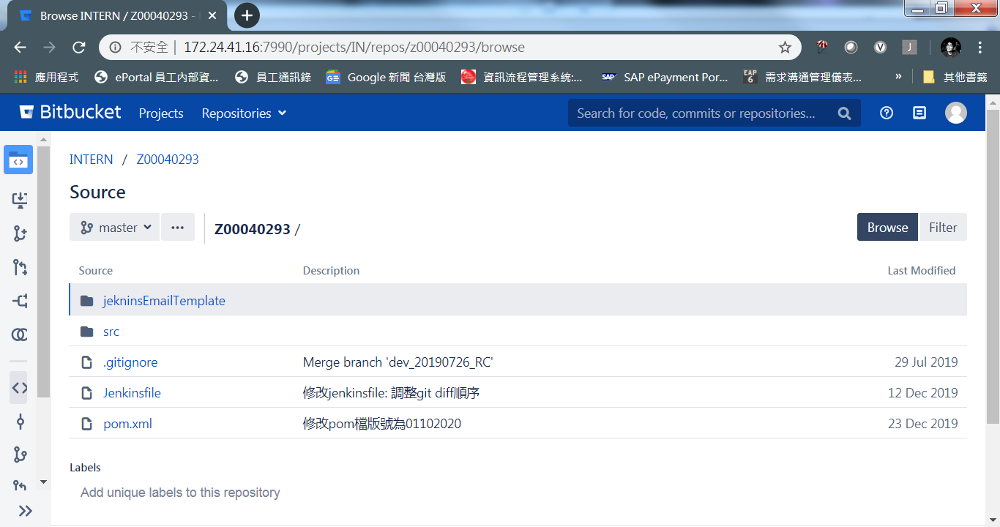 Browse INTERN / Z00040293 -
不安全 | 172.24.41.16:7990/projects/IN/repos/z00040293/browse
應用程式 ePortal 員工內部資... 員工通訊錄 Google 新聞 台灣版 資訊流程管理系統:... SAP SAP ePayment Por... EAP 6 需求溝通管理儀表... » 其他書籤
Bitbucket Projects Repositories Search for code, commits or repositories...
INTERN / Z00040293
Source
master ... Z00040293 / Browse Filter
Source Description Last Modified
jekninsEmailTemplate
src
.gitignore Merge branch 'dev_20190726_RC' 29 Jul 2019
Jenkinsfile 修改jenkinsfile: 調整git diff順序 12 Dec 2019
pom.xml 修改pom檔版號為01102020 23 Dec 2019
Labels
Add unique labels to this repository